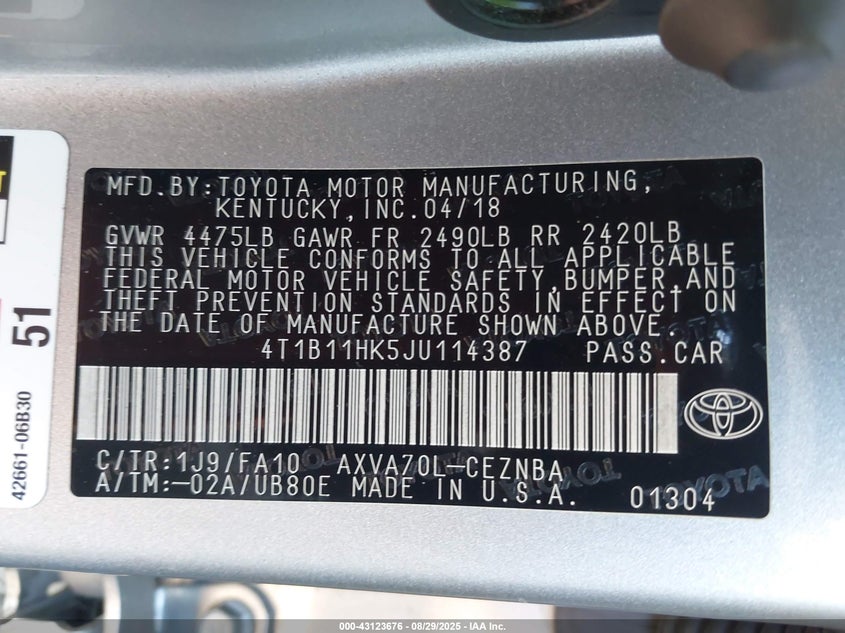 MFD.BY:TOYOTA MOTOR MANUFACTURING,
KENTUCKY,INC.04/18
GVWR 4475LB GAWR FR 2490LB RR 2420LB
THIS VEHICLE CONFORMS TO ALL APPLICABLE
FEDERAL MOTOR VEHICLE SAFETY,BUMPER,AND
THEFT PREVENTION STANDARDS IN EFFECT ON
THE DATE OF MANUFACTURE SHOWN ABOVE.
4T1B11HK5JU114387 PASS.CAR
C/TR:1J9/FA10 AXVA70L-CEZNBA
A/TM:-02A/UB80E MADE IN U.S.A. 01304
51
42661-06B30
000-43123676 - 08/29/2025 - IAA Inc.